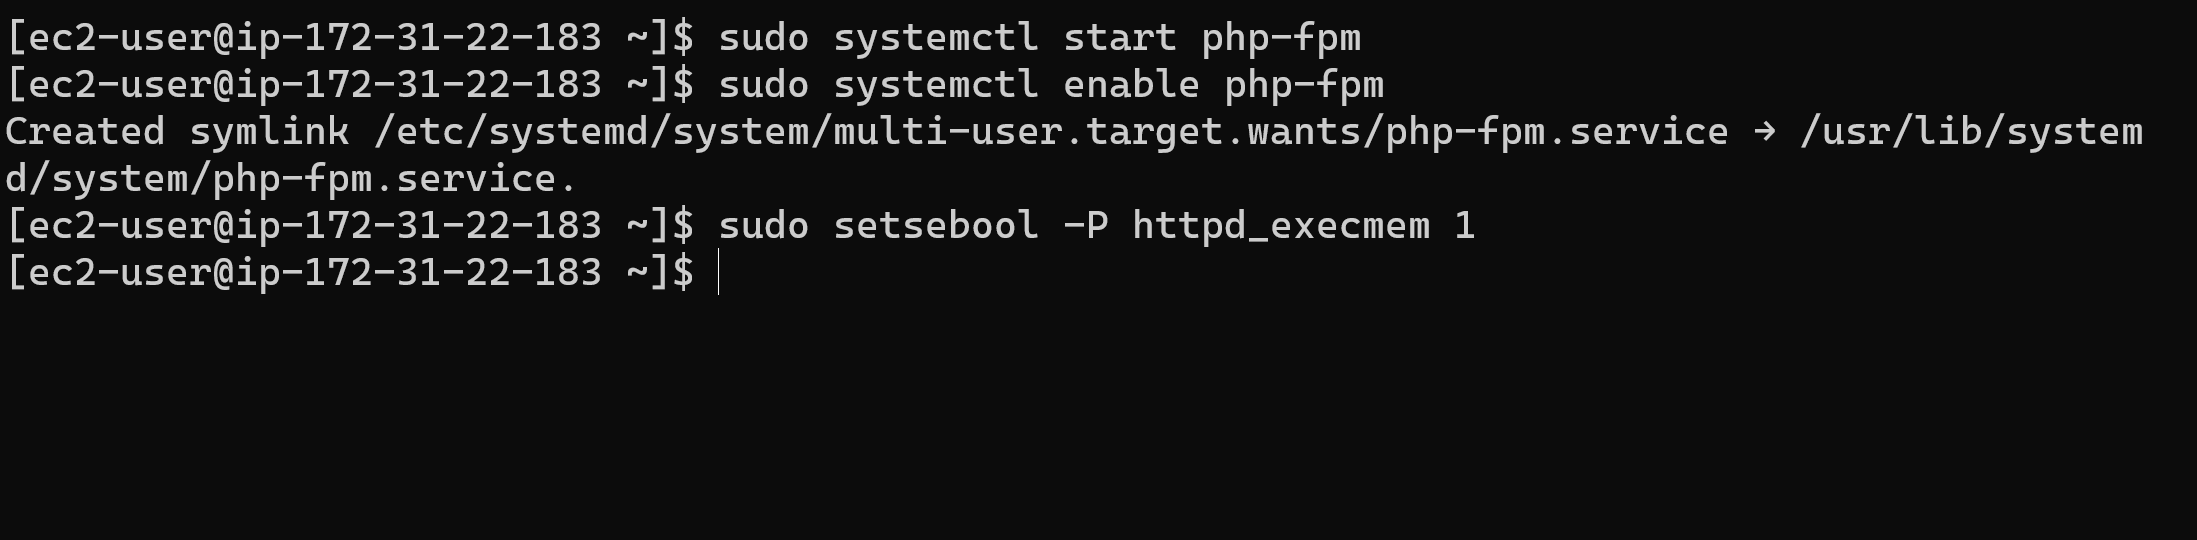 [ec2-user@ip-172-31-22-183 ~]$ sudo systemctl start php-fpm
[ec2-user@ip-172-31-22-183 ~]$ sudo systemctl enable php-fpm
Created symlink /etc/systemd/system/multi-user.target.wants/php-fpm.service → /usr/lib/system
d/system/php-fpm.service.
[ec2-user@ip-172-31-22-183 ~]$ sudo setsebool -P httpd_execmem 1
[ec2-user@ip-172-31-22-183 ~]$